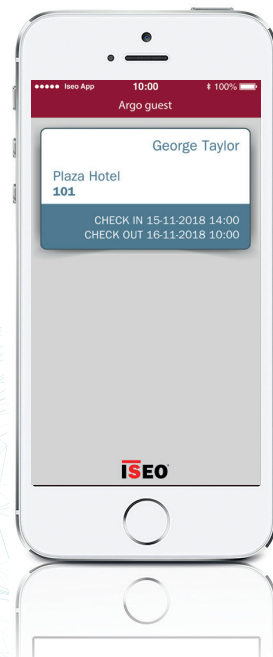 Iseo App 10:00 100%
Argo guest
George Taylor
Plaza Hotel
101
CHECK IN 15-11-2018 14:00
CHECK OUT 16-11-2018 10:00
ISEO